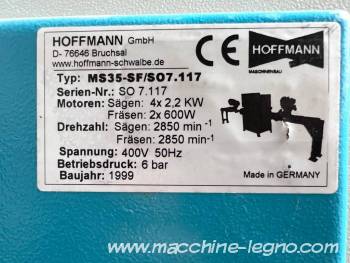 HOFFMANN GmbH
D- 76646 Bruchsal
www.hoffmann-schwalbe.de
CE
HOFFMANN
MASCHINENBAU
Typ: MS35-SF/SO7.117
Serien-Nr.: SO 7.117
Motoren: Sägen: 4x 2,2 KW
Fräsen: 2x 600W
Drehzahl: Sägen: 2850 min -1
Fräsen: 2850 min -1
Spannung: 400V 50Hz
Betriebsdruck: 6 bar
Baujahr: 1999
Made in GERMANY
www.macchine-legno.com